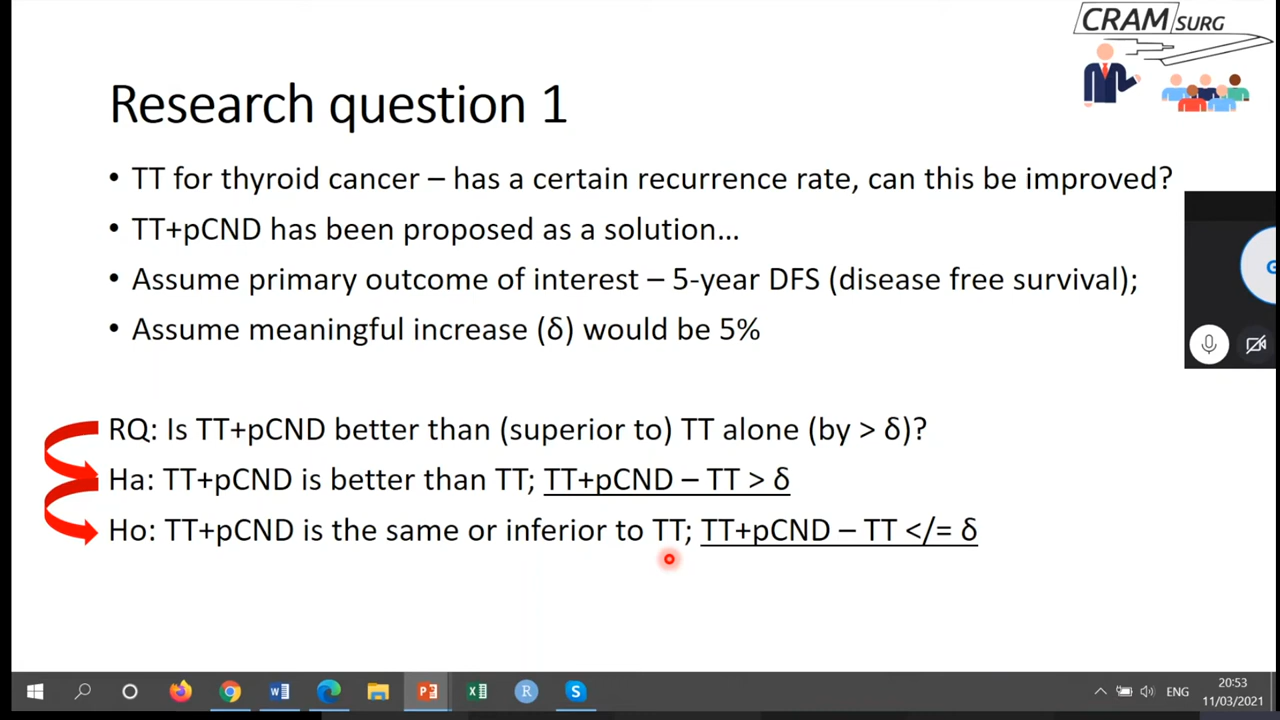 CRAM SURG
Research question 1
• TT for thyroid cancer – has a certain recurrence rate, can this be improved?
• TT+pCND has been proposed as a solution…
• Assume primary outcome of interest – 5-year DFS (disease free survival);
• Assume meaningful increase (δ) would be 5%
RQ: Is TT+pCND better than (superior to) TT alone (by > δ)?
Ha: TT+pCND is better than TT; TT+pCND – TT > δ
Ho: TT+pCND is the same or inferior to TT; TT+pCND – TT </= δ
ENG
20:53
11/03/2021